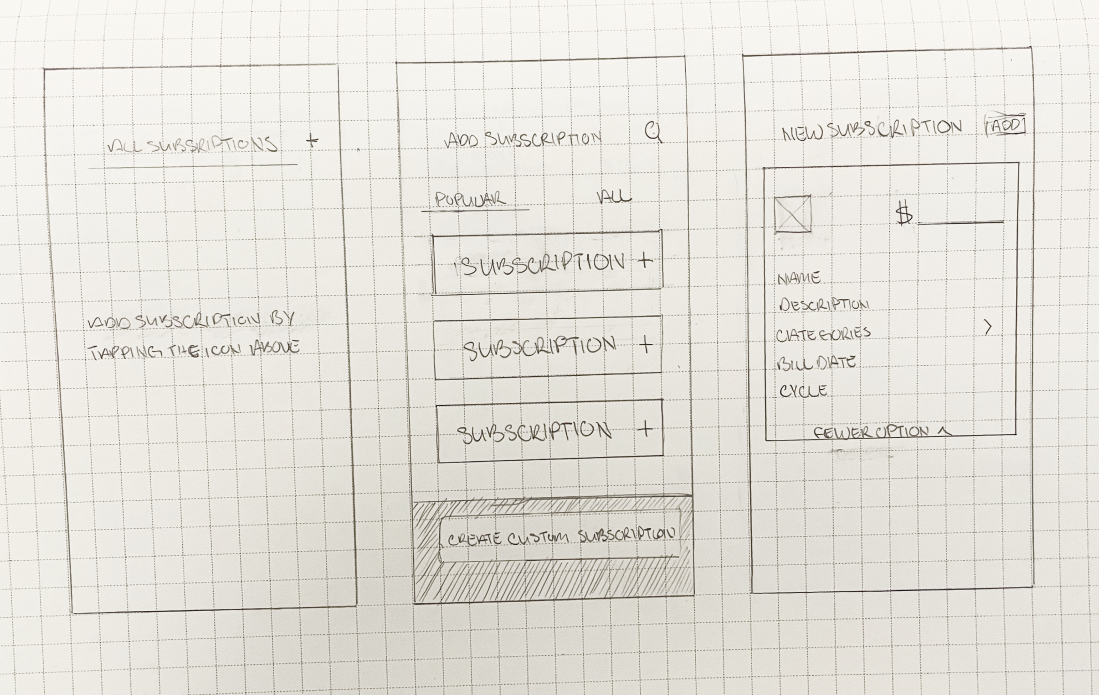 ALL SUBSRIPTIONS +
ADD SUBSCRIPTION BY
TAPPING THE ICON ABOVE
ADD SUBSCRIPTION
POPULAR ALL
SUBSCRIPTION +
SUBSCRIPTION +
SUBSCRIPTION +
CREATE CUSTOM SUBSCRIPTION
NEW SUBSCRIPTION ADD
$
NAME
DESCRIPTION
CATEGORIES >
BILL DATE
CYCLE
FEWER OPTION ^